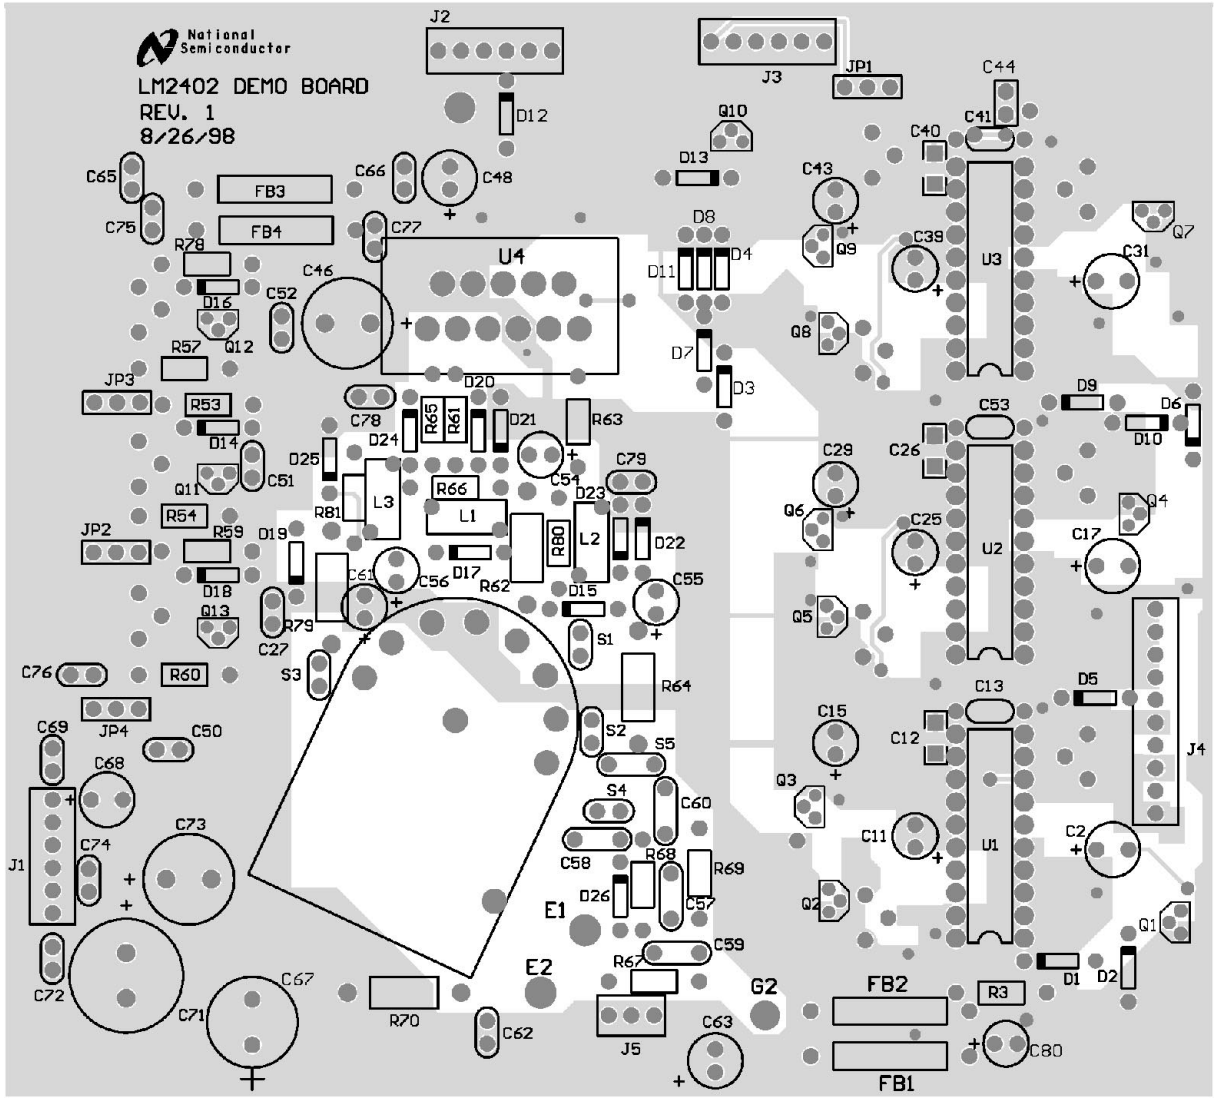 National
Semiconductor
LM2402 DEMO BOARD
REV. 1
8/26/98
J2
J3
JP1
C44
D12
Q10
C40
C41
C65
C66
C48
D13
C43
FB3
C75
FB4
C77
D8
Q7
R78
U4
D11
D4
Q9
C39
U3
C31
C46
D16
C52
Q12
Q8
R57
D7
D20
D3
JP3
R53
C78
R65
R61
D21
R63
D9
D6
C53
D10
D14
D24
C26
D25
C51
C54
C79
C29
Q11
R66
D23
L3
R81
R54
L1
Q6
Q4
JP2
R59
D19
R80
L2
D22
C25
U2
C17
D17
D18
C61
C56
R62
C55
D15
Q13
R79
Q5
C27
S1
C76
R60
S3
R64
D5
JP4
C13
C69
C50
S2
C15
C12
S5
J4
C68
Q3
S4
C60
C73
C74
C58
C11
U1
C2
J1
R68
R69
D26
C57
Q2
E1
Q1
C59
C72
E2
R67
D1
D2
C67
G2
FB2
R3
C71
R70
C62
J5
C63
C80
FB1